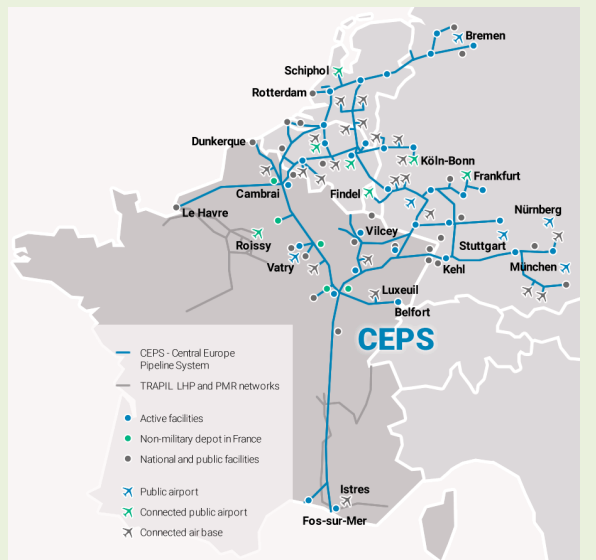 Bremen
Schiphol
Rotterdam
Dunkerque
Köln-Bonn
Frankfurt
Cambrai
Findel
Le Havre
Nürnberg
Roissy
Vilcey
Stuttgart
Vatry
Kehl
München
Luxeuil
Belfort
CEPS
CEPS - Central Europe
Pipeline System
TRAPIL LHP and PMR networks
Active facilities
Non-military depot in France
National and public facilities
Public airport
Connected public airport
Connected air base
Istres
Fos-sur-Mer